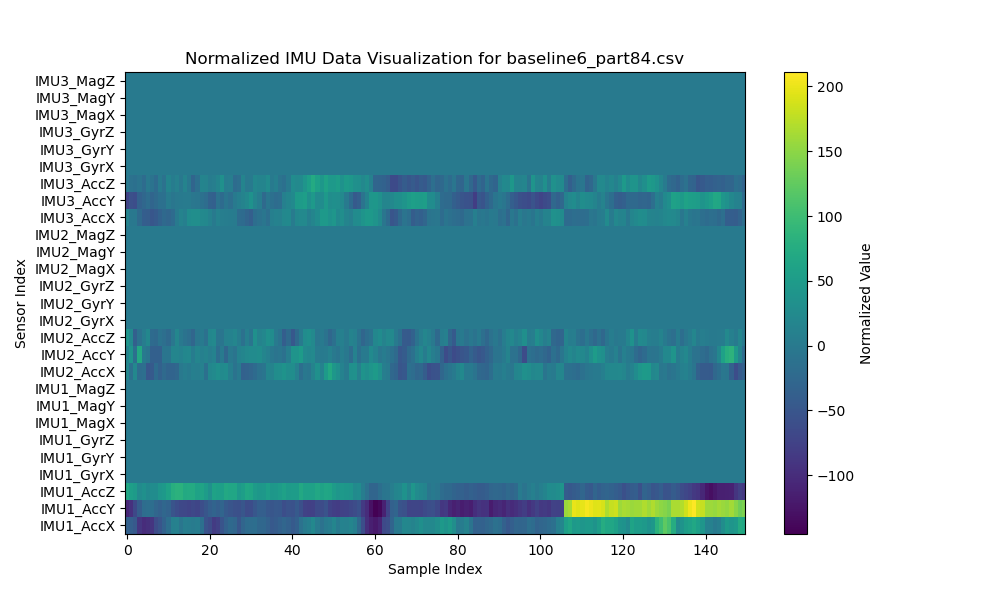 Normalized IMU Data Visualization for baseline6_part84.csv
IMU3_MagZ
IMU3_MagY
IMU3_MagX
IMU3_GyrZ
IMU3_GyrY
IMU3_GyrX
IMU3_AccZ
IMU3_AccY
IMU3_AccX
IMU2_MagZ
IMU2_MagY
IMU2_MagX
IMU2_GyrZ
IMU2_GyrY
IMU2_GyrX
IMU2_AccZ
IMU2_AccY
IMU2_AccX
IMU1_MagZ
IMU1_MagY
IMU1_MagX
IMU1_GyrZ
IMU1_GyrY
IMU1_GyrX
IMU1_AccZ
IMU1_AccY
IMU1_AccX
Sensor Index
0 20 40 60 80 100 120 140
Sample Index
200
150
100
50
0
−50
−100
Normalized Value